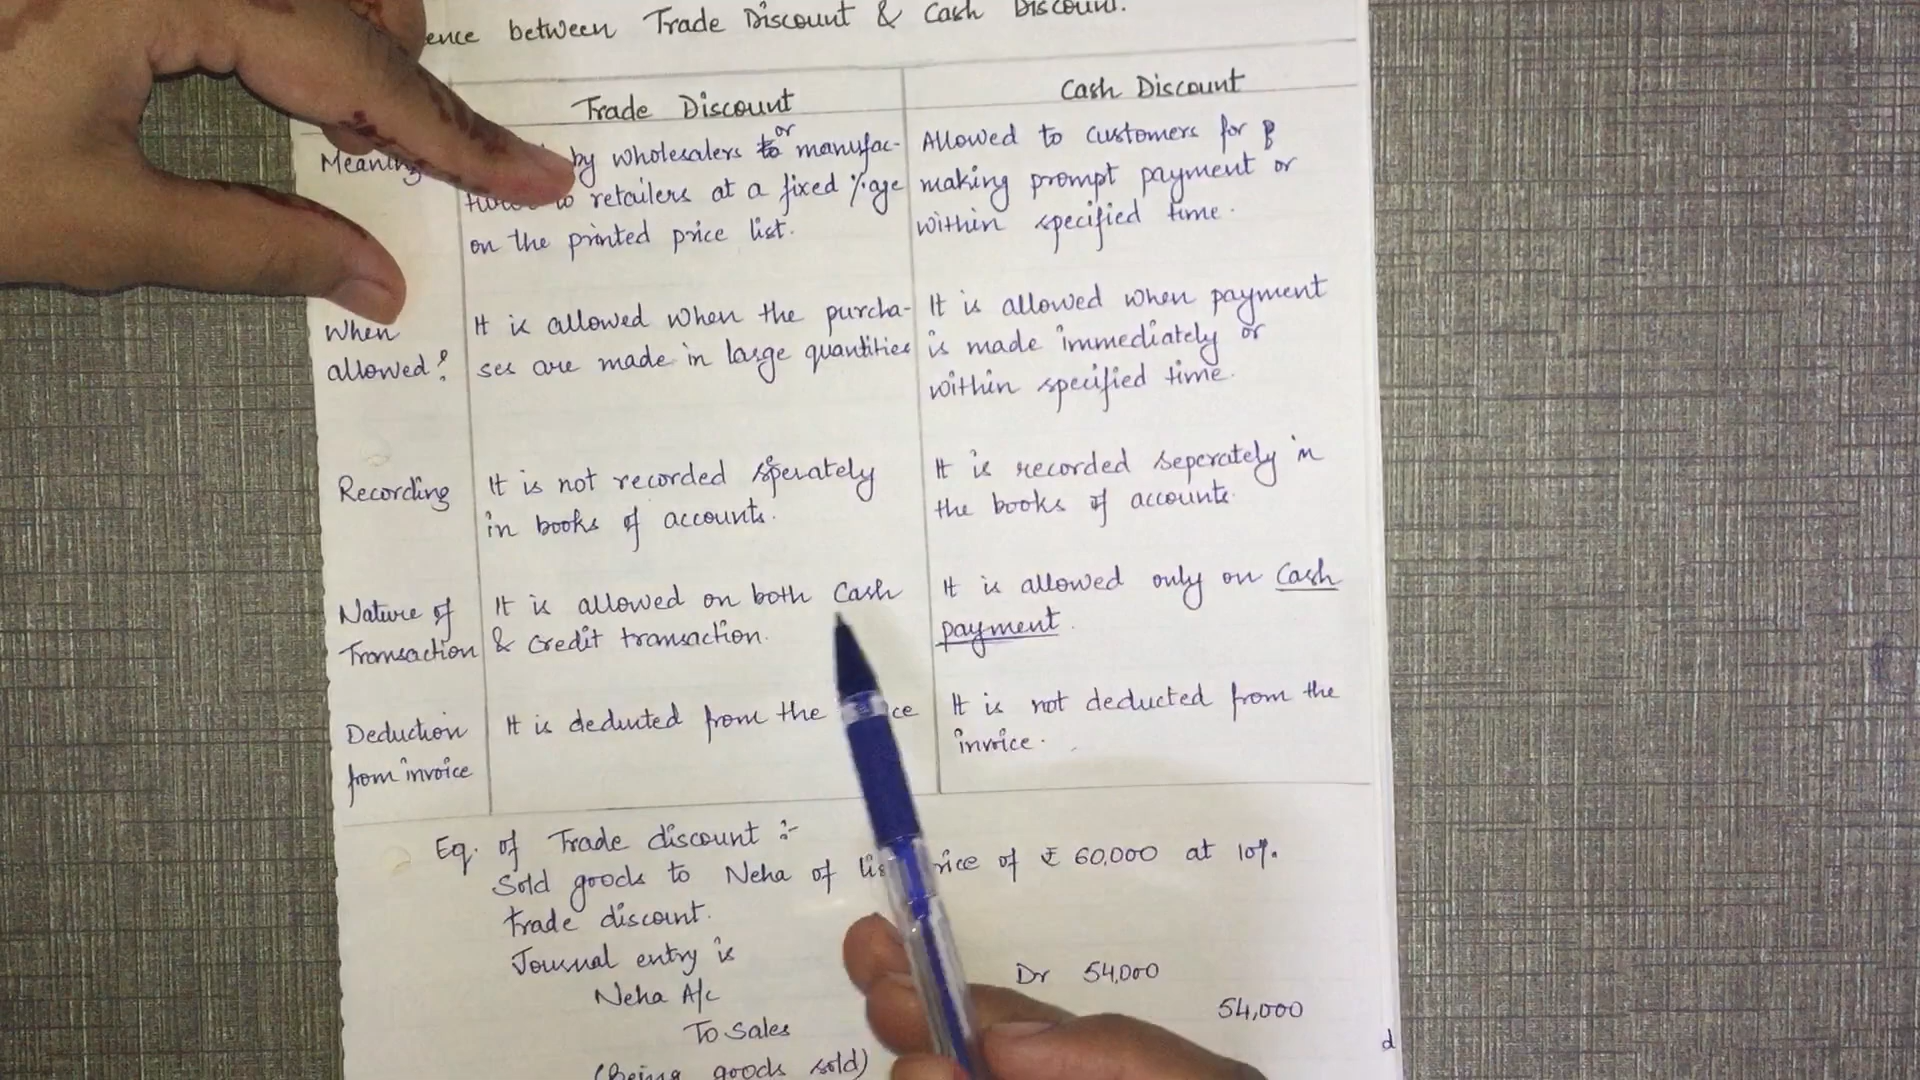 ence between Trade Discount & Cash Discount.
Trade Discount
Cash Discount
Meaning
by wholesalers to or manufac-
to retailers at a fixed %age
on the printed price list.
Allowed to customers for
making prompt payment or
within specified time.
When
allowed?
It is allowed when the purcha-
ses are made in large quantities
It is allowed when payment
is made immediately or
within specified time.
Recording
It is not recorded sperately
in books of accounts.
It is recorded seperately in
the books of accounts.
Nature of
Transaction
It is allowed on both Cash
& Credit transaction.
It is allowed only on Cash
payment.
Deduction
from invoice
It is deducted from the
It is not deducted from the
invoice.
Eg. of Trade discount :-
Sold goods to Neha of of ₹ 60,000 at 10%
trade discount.
Journal entry is
Neha A/c Dr 54,000
To Sales 54,000
(Being goods sold)
d